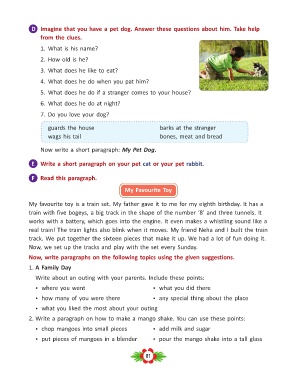 D Imagine that you have a pet dog. Answer these questions about him. Take help
from the clues.
1. What is his name?
2. How old is he?
3. What does he like to eat?
4. What does he do when you pat him?
5. What does he do if a stranger comes to your house?
6. What does he do at night?
7. Do you love your dog?
guards the house barks at the stranger
wags his tail bones, meat and bread
Now write a short paragraph: My Pet Dog.
E Write a short paragraph on your pet cat or your pet rabbit.
F Read this paragraph.
My Favourite Toy
My favourite toy is a train set. My father gave it to me for my eighth birthday. It has a
train with five bogeys, a big track in the shape of the number ‘8’ and three tunnels. It
works with a battery, which goes into the engine. It even makes a whistling sound like a
real train! The train lights also blink when it moves. My friend Neha and I built the train
track. We put together the sixteen pieces that make it up. We had a lot of fun doing it.
Now, we set up the tracks and play with the set every Sunday.
Now, write paragraphs on the following topics using the given suggestions.
1. A Family Day
Write about an outing with your parents. Include these points:
• where you went • what you did there
• how many of you were there • any special thing about the place
• what you liked the most about your outing
2. Write a paragraph on how to make a mango shake. You can use these points:
• chop mangoes into small pieces • add milk and sugar
• put pieces of mangoes in a blender • pour the mango shake into a tall glass
81